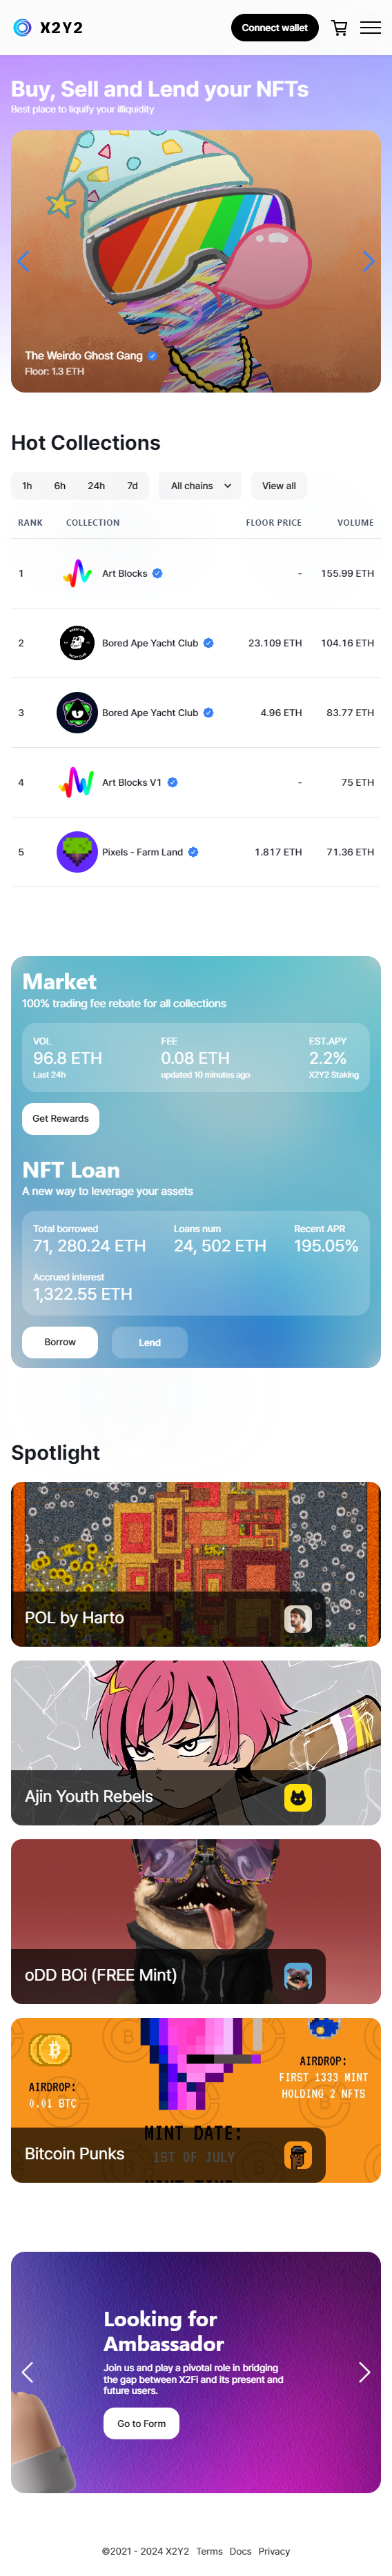 X2Y2
Connect wallet
Buy, Sell and Lend your NFTs
Best place to liquify your illiquidity
The Weirdo Ghost Gang
Floor: 1.3 ETH
Hot Collections
1h 6h 24h 7d All chains View all
RANK COLLECTION FLOOR PRICE VOLUME
1 Art Blocks - 155.99 ETH
2 Bored Ape Yacht Club 23.109 ETH 104.16 ETH
3 Bored Ape Yacht Club 4.96 ETH 83.77 ETH
4 Art Blocks V1 - 75 ETH
5 Pixels - Farm Land 1.817 ETH 71.36 ETH
Market
100% trading fee rebate for all collections
VOL FEE EST.APY
96.8 ETH 0.08 ETH 2.2%
Last 24h updated 10 minutes ago X2Y2 Staking
Get Rewards
NFT Loan
A new way to leverage your assets
Total borrowed Loans num Recent APR
71, 280.24 ETH 24, 502 ETH 195.05%
Accrued interest
1,322.55 ETH
Borrow Lend
Spotlight
POL by Harto
Ajin Youth Rebels
oDD BOi (FREE Mint)
AIRDROP:
FIRST 1333 MINT
HOLDING 2 NFTS
AIRDROP:
0.01 BTC
MINT DATE:
1ST OF JULY
Bitcoin Punks
Looking for
Ambassador
Join us and play a pivotal role in bridging
the gap between X2Fi and its present and
future users.
Go to Form
©2021 - 2024 X2Y2 Terms Docs Privacy